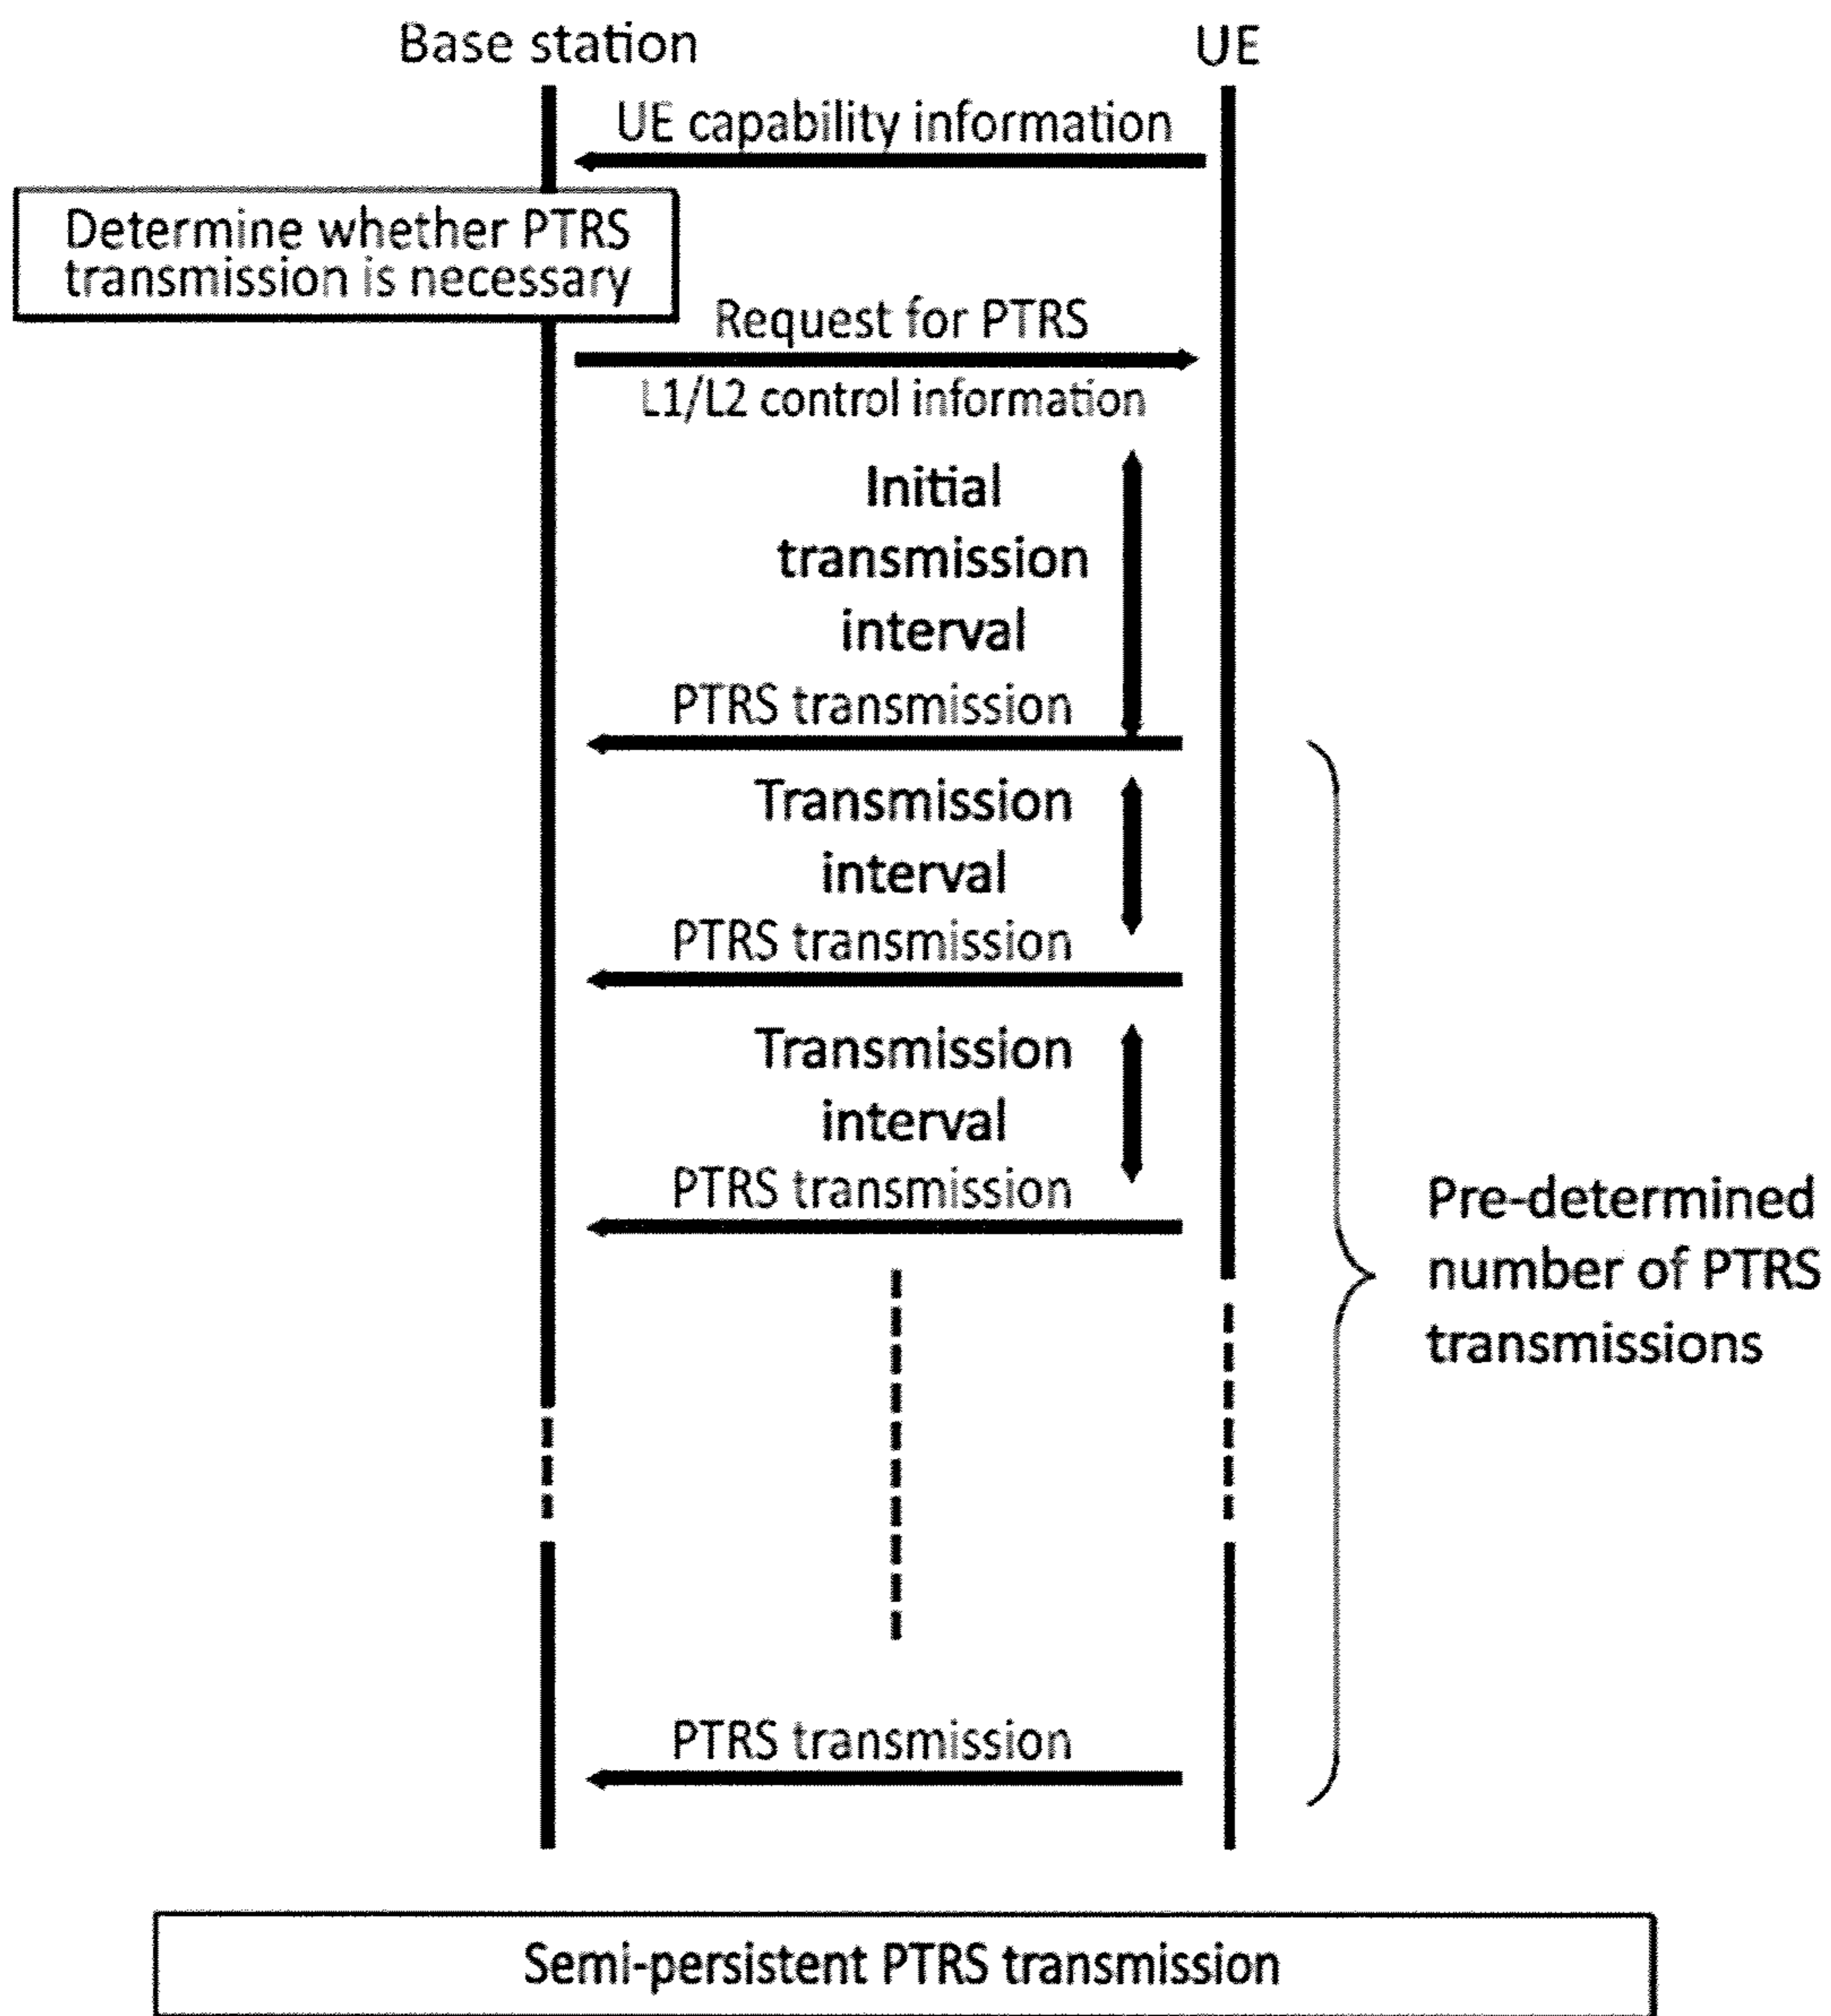 Base station
UE
UE capability information
Determine whether PTRS
transmission is necessary
Request for PTRS
L1/L2 control information
Initial
transmission
interval
PTRS transmission
Transmission
interval
PTRS transmission
Transmission
interval
PTRS transmission
Pre-determined
number of PTRS
transmissions
PTRS transmission
Semi-persistent PTRS transmission